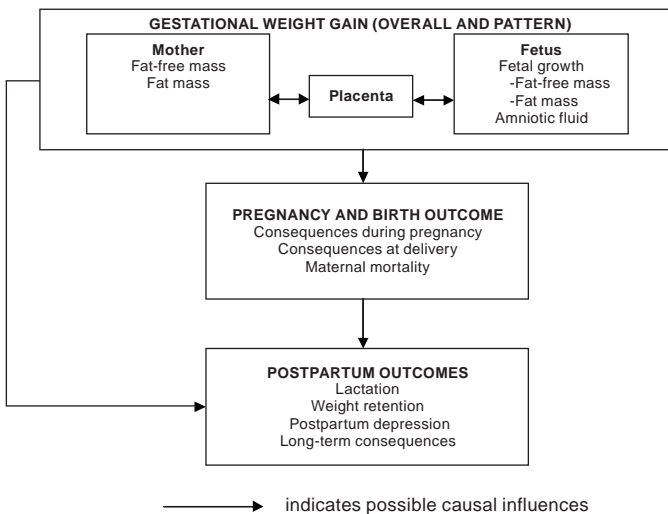 GESTATIONAL WEIGHT GAIN (OVERALL AND PATTERN)
Mother
Fat-free mass
Fat mass
Placenta
Fetus
Fetal growth
-Fat-free mass
-Fat mass
Amniotic fluid
PREGNANCY AND BIRTH OUTCOME
Consequences during pregnancy
Consequences at delivery
Maternal mortality
POSTPARTUM OUTCOMES
Lactation
Weight retention
Postpartum depression
Long-term consequences
indicates possible causal influences